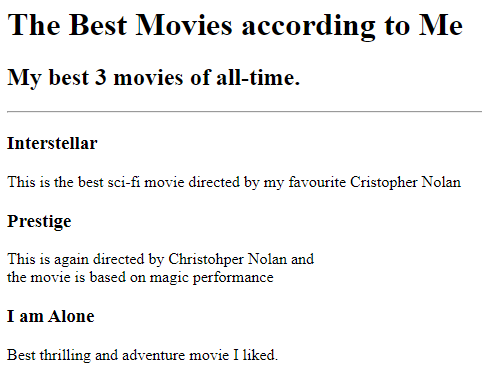 The Best Movies according to Me
My best 3 movies of all-time.
Interstellar
This is the best sci-fi movie directed by my favourite Cristopher Nolan
Prestige
This is again directed by Christohper Nolan and
the movie is based on magic performance
I am Alone
Best thrilling and adventure movie I liked.